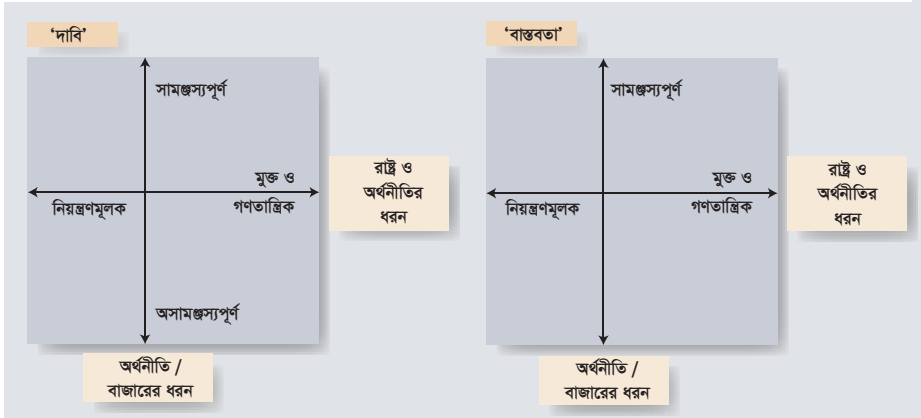 ‘দাবি’
সামঞ্জস্যপূর্ণ
মুক্ত ও
নিয়ন্ত্রণমূলক
গণতান্ত্রিক
অসামঞ্জস্যপূর্ণ
রাষ্ট্র ও
অর্থনীতির
ধরন
অর্থনীতি /
বাজারের ধরন
‘বাস্তবতা’
সামঞ্জস্যপূর্ণ
মুক্ত ও
নিয়ন্ত্রণমূলক
গণতান্ত্রিক
রাষ্ট্র ও
অর্থনীতির
ধরন
অর্থনীতি /
বাজারের ধরন